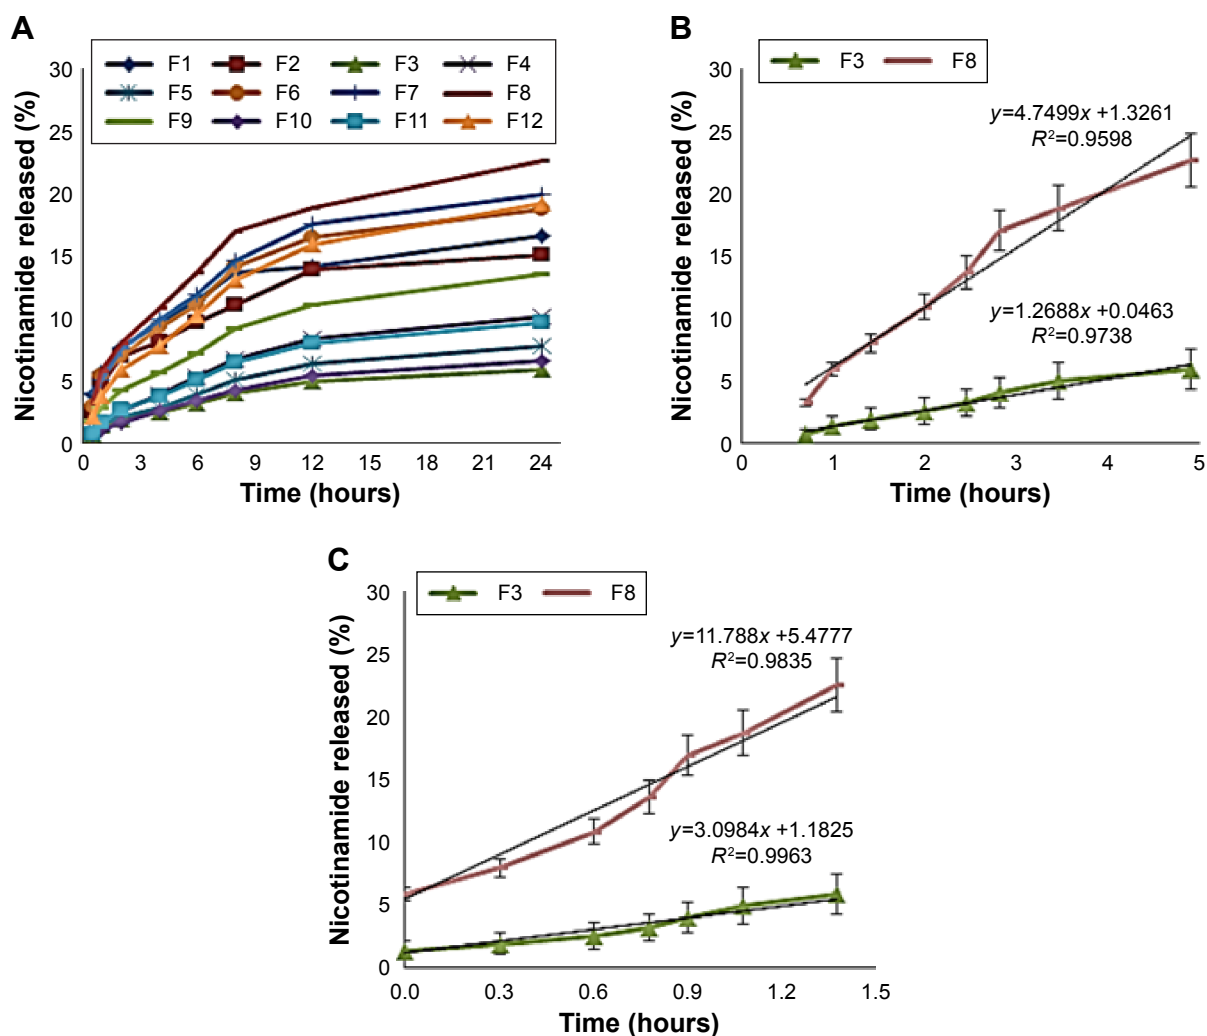 A
F1 F2 F3 F4
F5 F6 F7 F8
F9 F10 F11 F12
Nicotinamide released (%)
30
25
20
15
10
5
0
0 3 6 9 12 15 18 21 24
Time (hours)
B
F3 F8
Nicotinamide released (%)
30
25
20
15
10
5
0
y=4.7499x +1.3261
R²=0.9598
y=1.2688x +0.0463
R²=0.9738
0 1 2 3 4 5
Time (hours)
C
F3 F8
Nicotinamide released (%)
30
25
20
15
10
5
0
y=11.788x +5.4777
R²=0.9835
y=3.0984x +1.1825
R²=0.9963
0.0 0.3 0.6 0.9 1.2 1.5
Time (hours)